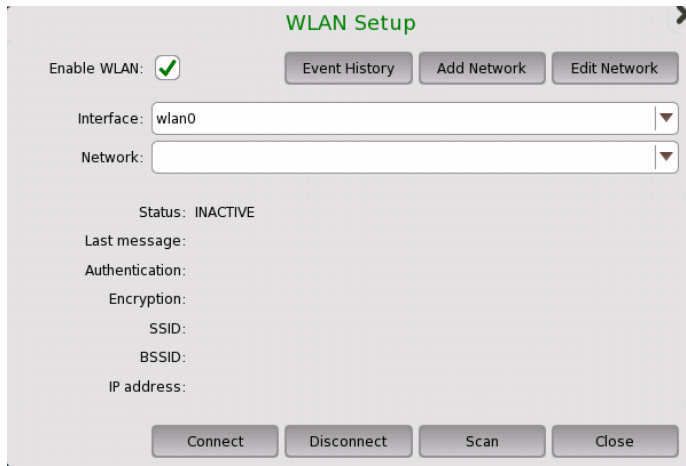 WLAN Setup
Enable WLAN:
Event History
Add Network
Edit Network
Interface: wlan0
Network:
Status: INACTIVE
Last message:
Authentication:
Encryption:
SSID:
BSSID:
IP address:
Connect
Disconnect
Scan
Close